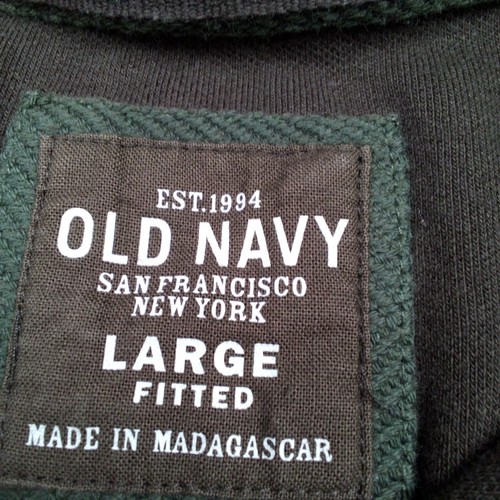 EST.1994
OLD NAVY
SAN FRANCISCO
NEW YORK
LARGE
FITTED
MADE IN MADAGASCAR